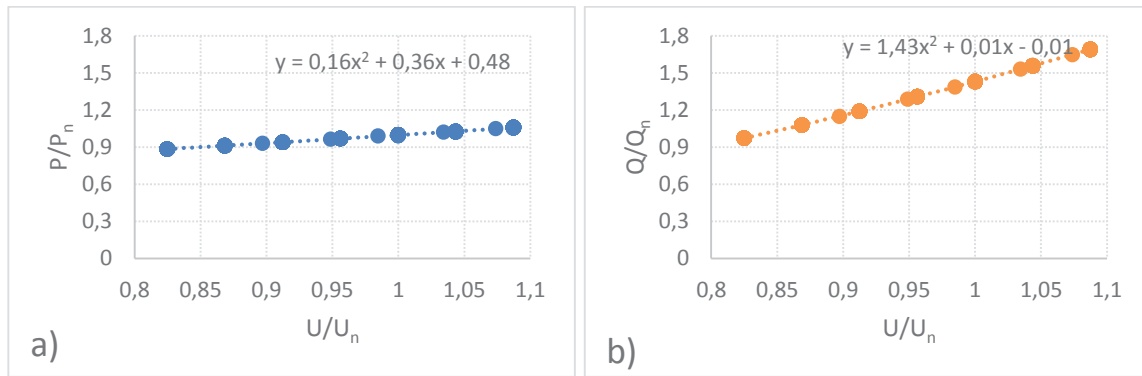 1,8
1,5
1,2
0,9
0,6
0,3
0
P/Pn
y = 0,16x² + 0,36x + 0,48
0,8 0,85 0,9 0,95 1 1,05 1,1
U/Un
a)
1,8
1,5
1,2
0,9
0,6
0,3
0
Q/Qn
y = 1,43x² + 0,01x - 0,01
0,8 0,85 0,9 0,95 1 1,05 1,1
U/Un
b)